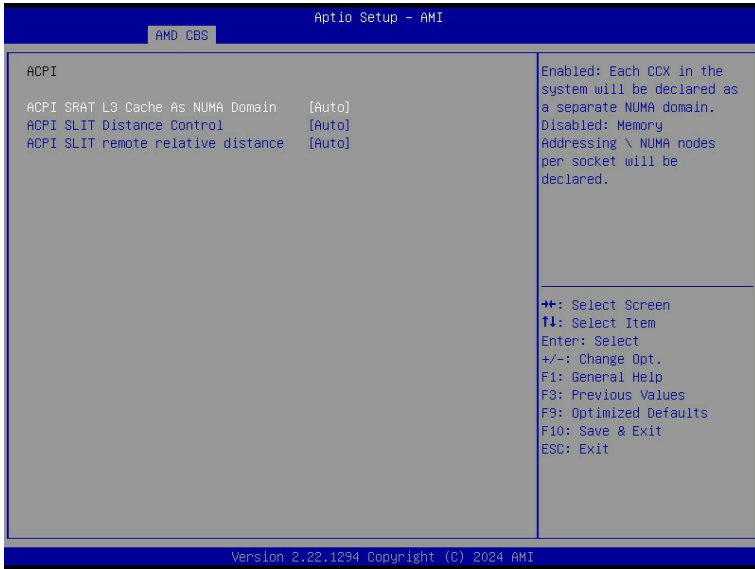 Aptio Setup – AMI
AMD CBS
ACPI
ACPI SRAT L3 Cache As NUMA Domain [Auto]
ACPI SLIT Distance Control [Auto]
ACPI SLIT remote relative distance [Auto]
Enabled: Each CCX in the
system will be declared as
a separate NUMA domain.
Disabled: Memory
Addressing \ NUMA nodes
per socket will be
declared.
→←: Select Screen
↑↓: Select Item
Enter: Select
+/-: Change Opt.
F1: General Help
F3: Previous Values
F9: Optimized Defaults
F10: Save & Exit
ESC: Exit
Version 2.22.1294 Copyright (C) 2024 AMI